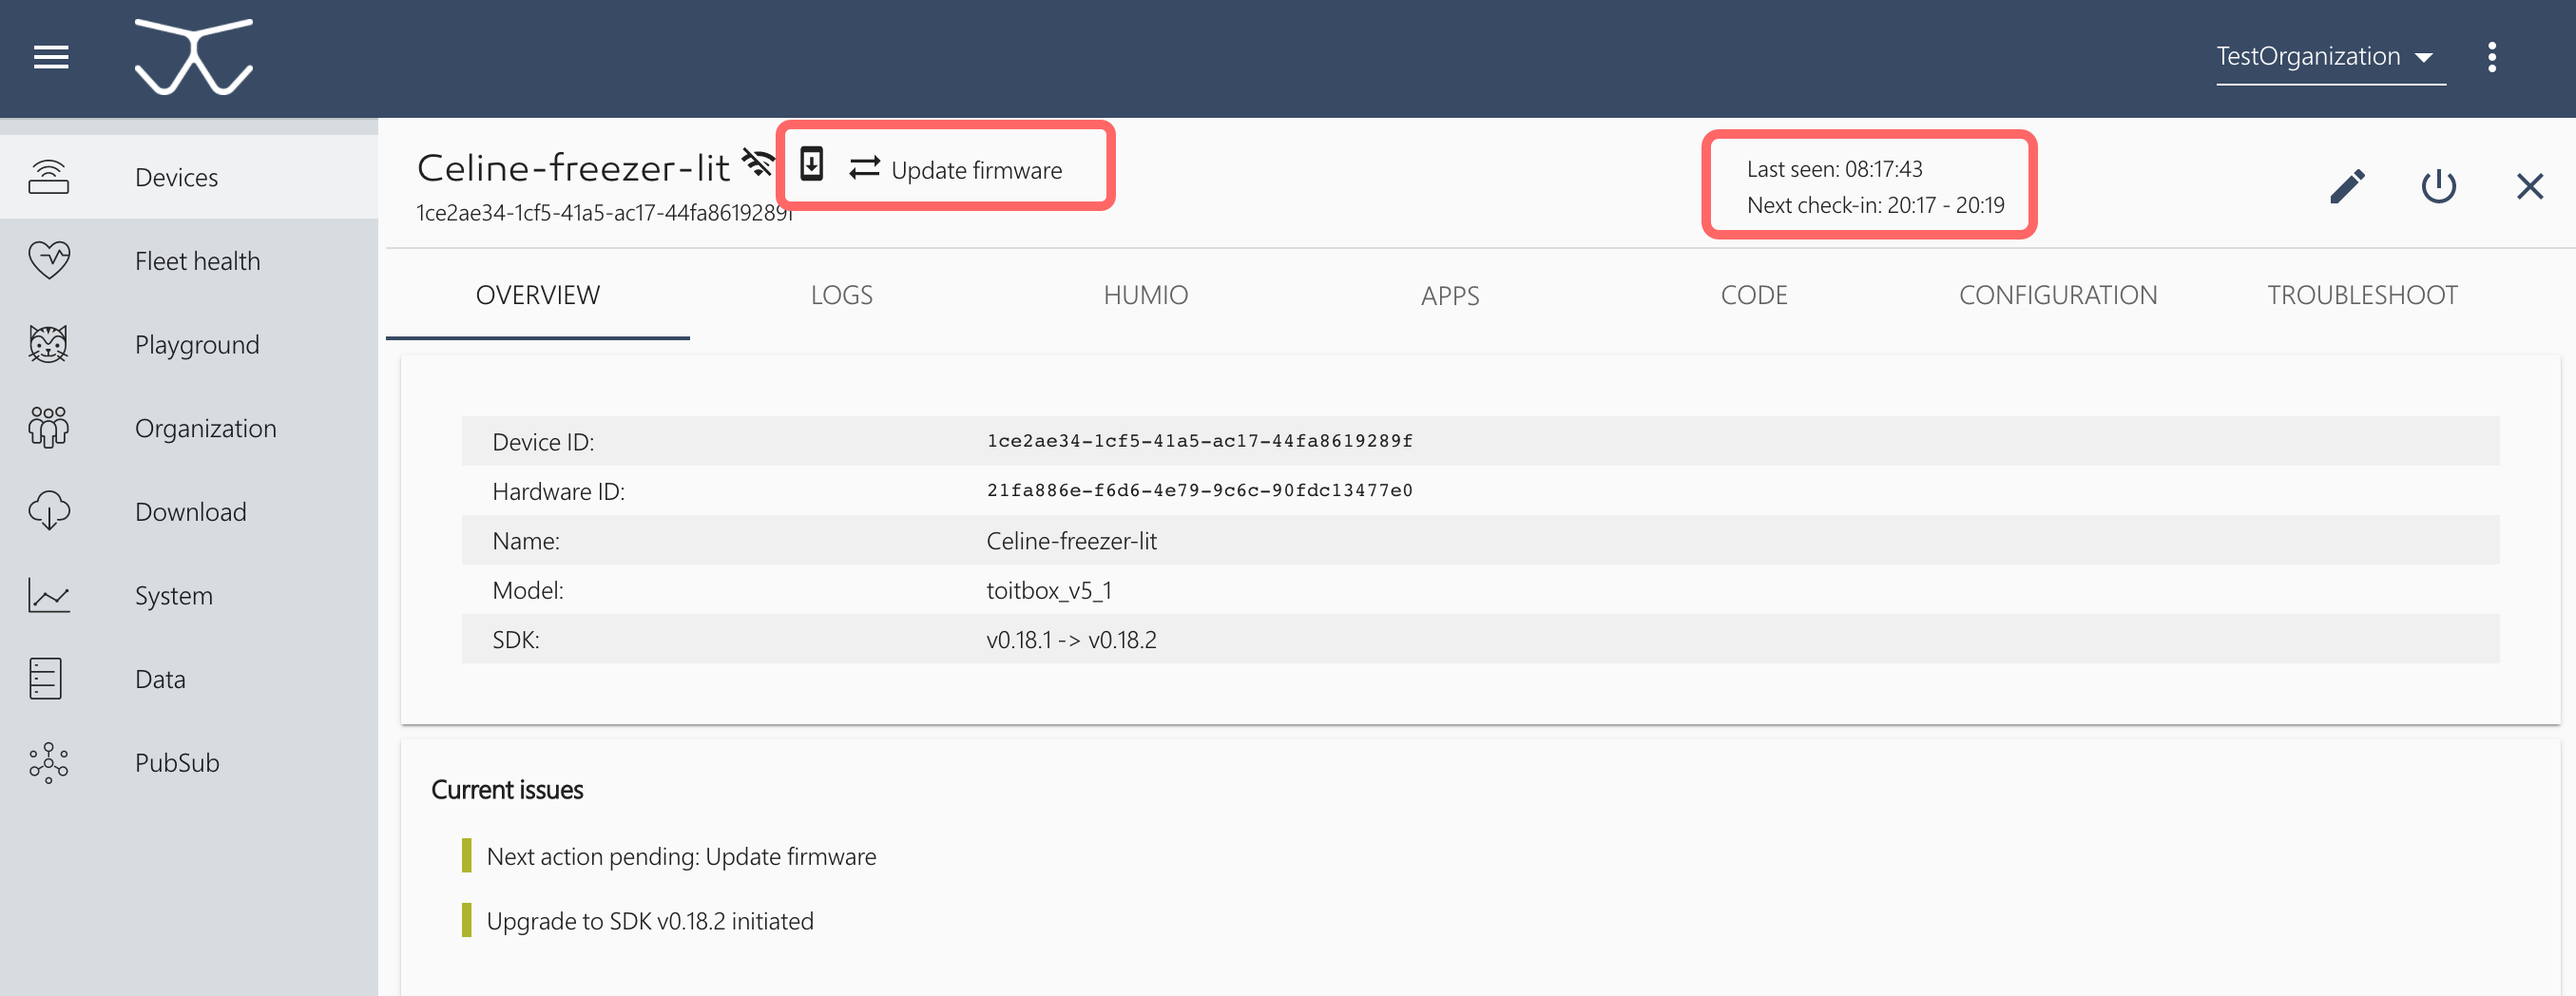 TestOrganization
Devices
Fleet health
Playground
Organization
Download
System
Data
PubSub
Celine-freezer-lit
Update firmware
1ce2ae34-1cf5-41a5-ac17-44fa8619289f
Last seen: 08:17:43
Next check-in: 20:17 - 20:19
OVERVIEW LOGS HUMIO APPS CODE CONFIGURATION TROUBLESHOOT
Device ID: 1ce2ae34-1cf5-41a5-ac17-44fa8619289f
Hardware ID: 21fa886e-f6d6-4e79-9c6c-90fdc13477e0
Name: Celine-freezer-lit
Model: toitbox_v5_1
SDK: v0.18.1 -> v0.18.2
Current issues
Next action pending: Update firmware
Upgrade to SDK v0.18.2 initiated